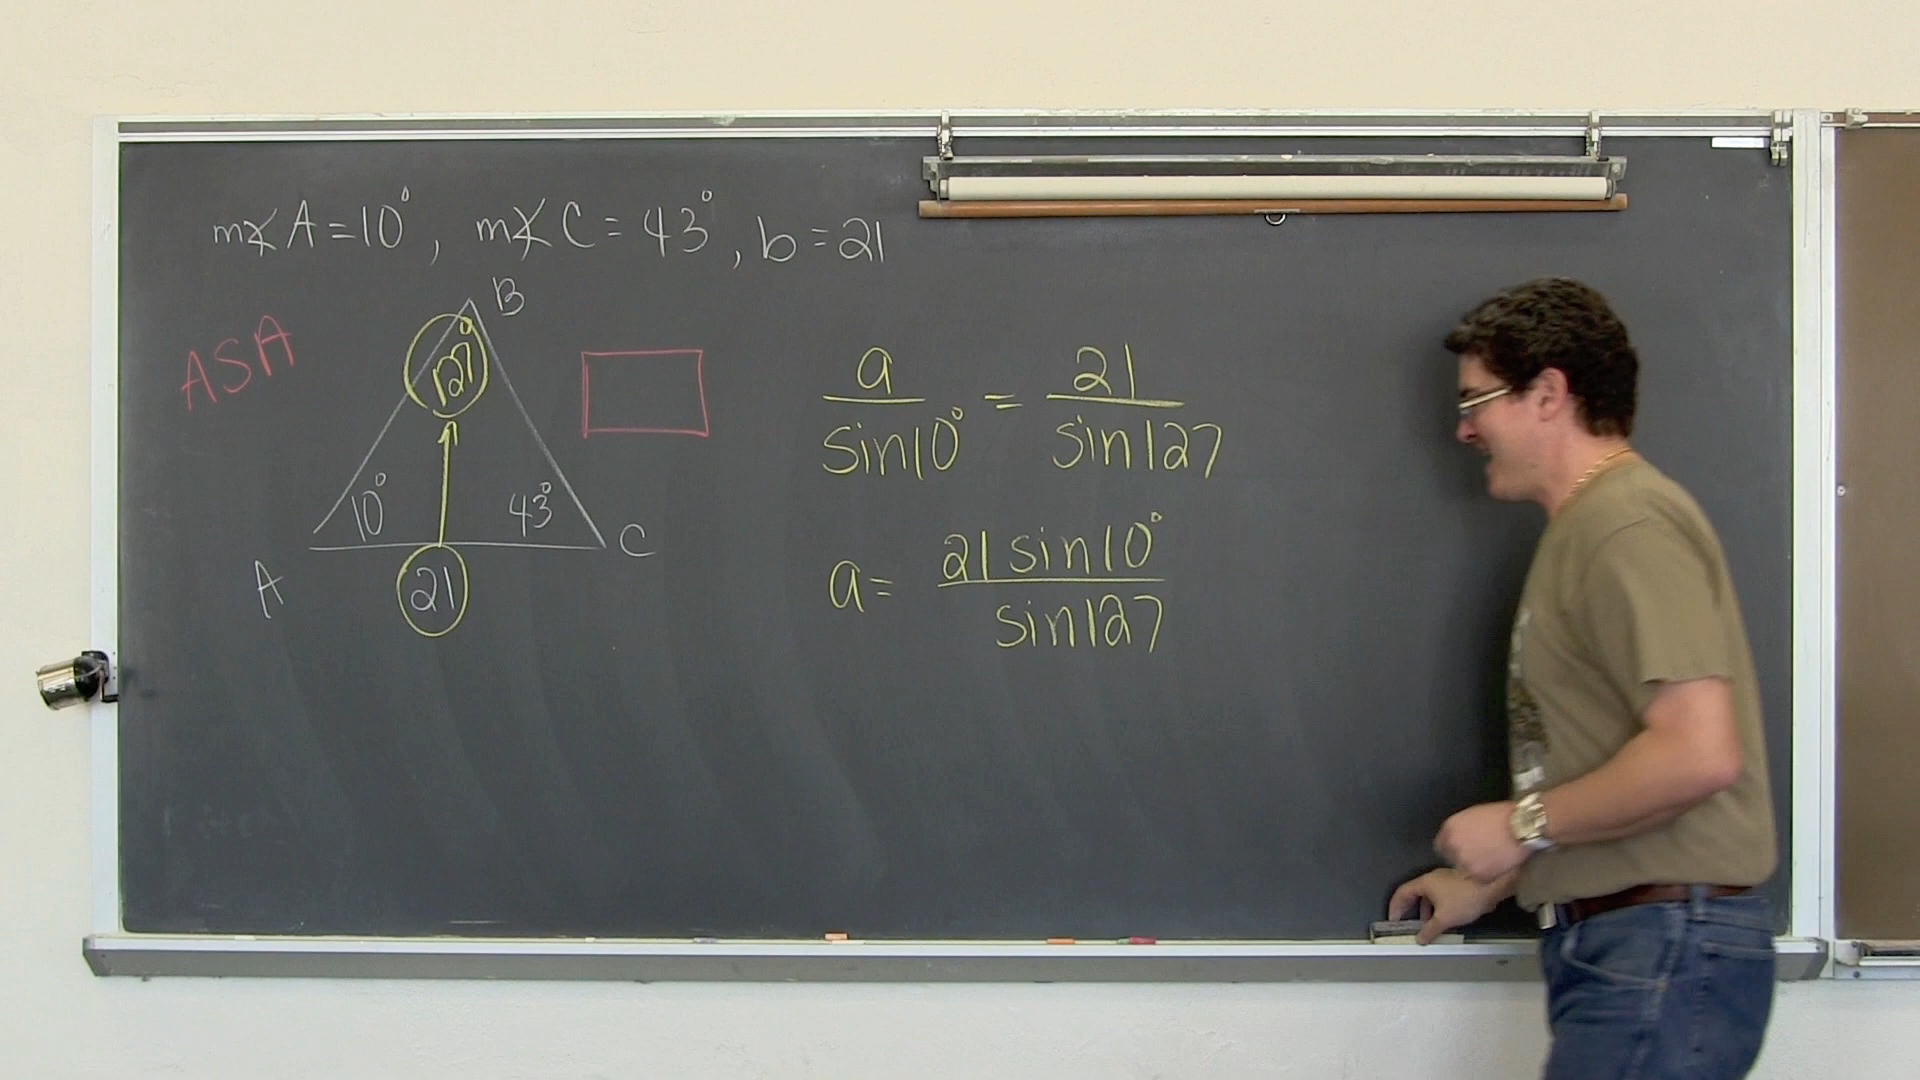 m∡A=10°, m∡C=43°, b=21
B
ASA
127°
10°
43°
A
C
21
a/sin10° = 21/sin127
a= 21sin10°/sin127